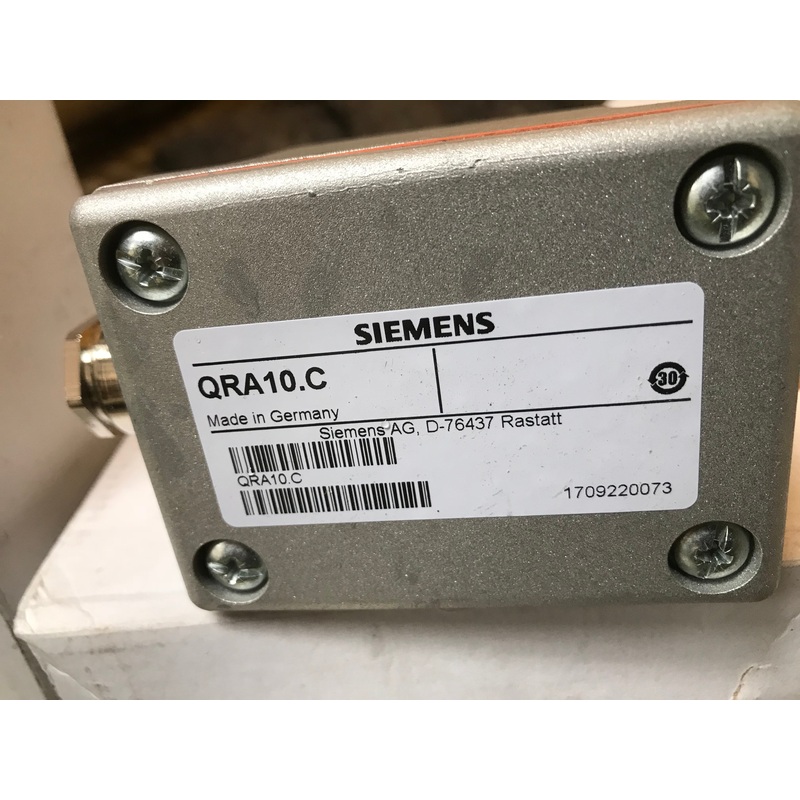 SIEMENS
QRA10.C
30
Made in Germany
Siemens AG, D-76437 Rastatt
QRA10.C
1709220073